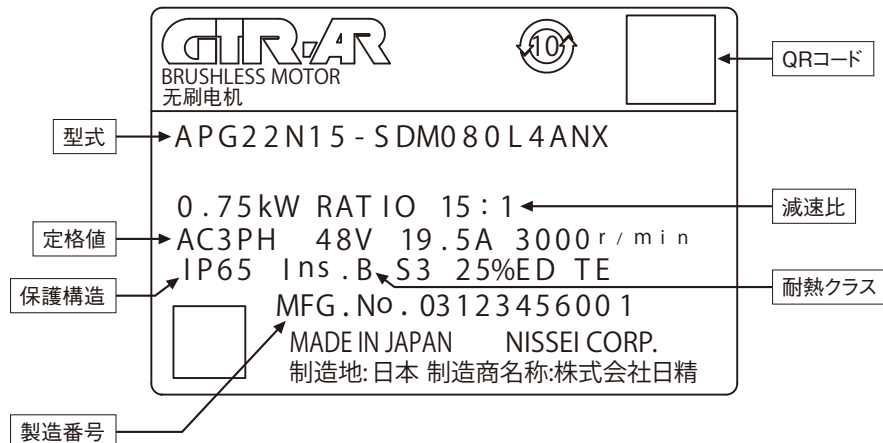 GTR-AR
10
BRUSHLESS MOTOR
无刷电机
QRコード
型式
APG22N15-SDM080L4ANX
0.75kW RATIO 15:1
減速比
定格値
AC3PH 48V 19.5A 3000r/min
IP65 Ins.B S3 25%ED TE
保護構造
耐熱クラス
MFG.No.03123456001
MADE IN JAPAN NISSEI CORP.
制造地:日本 制造商名称:株式会社日精
製造番号